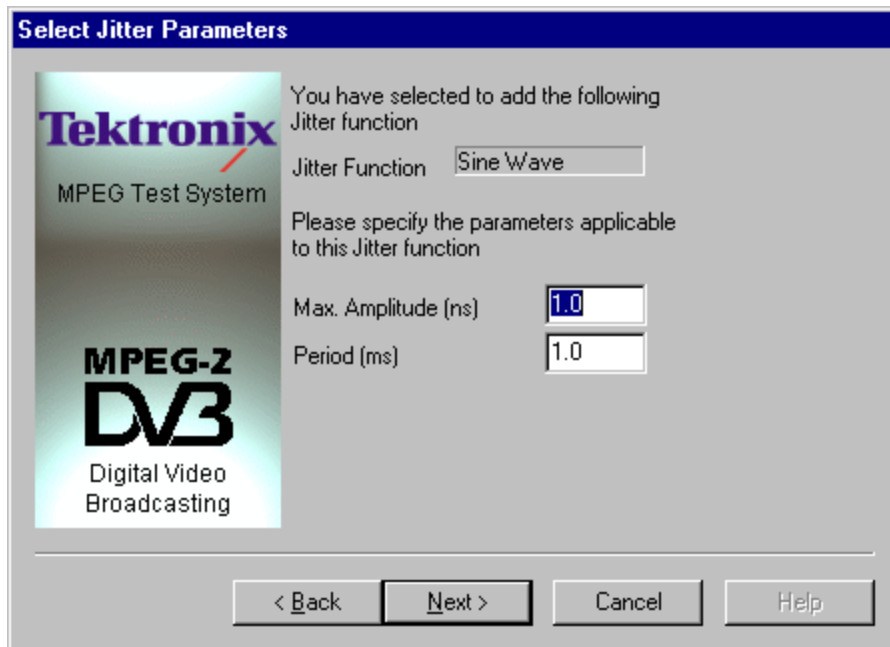 Select Jitter Parameters
Tektronix
MPEG Test System
MPEG-2
DVB
Digital Video
Broadcasting
You have selected to add the following
Jitter function
Jitter Function Sine Wave
Please specify the parameters applicable
to this Jitter function
Max. Amplitude (ns) 1.0
Period (ms) 1.0
< Back Next > Cancel Help